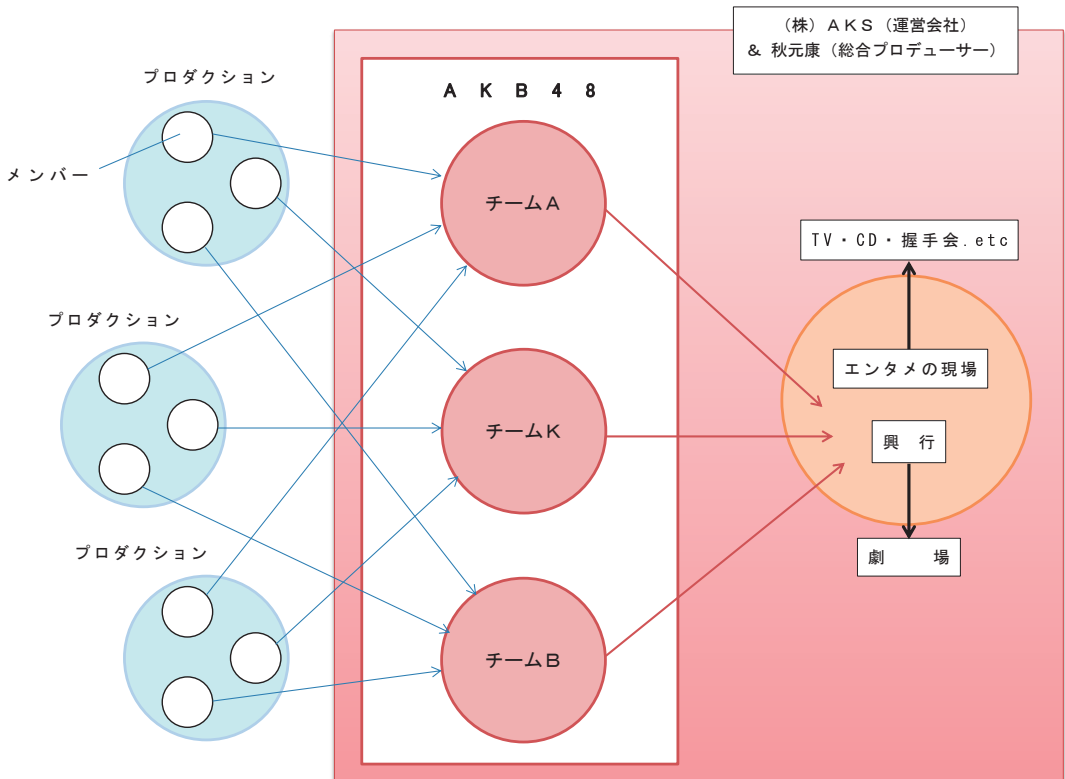 (株)AKS(運営会社)
& 秋元康(総合プロデューサー)
プロダクション
メンバー
プロダクション
プロダクション
A K B 4 8
チームA
チームK
チームB
TV・CD・握手会.etc
エンタメの現場
興 行
劇 場